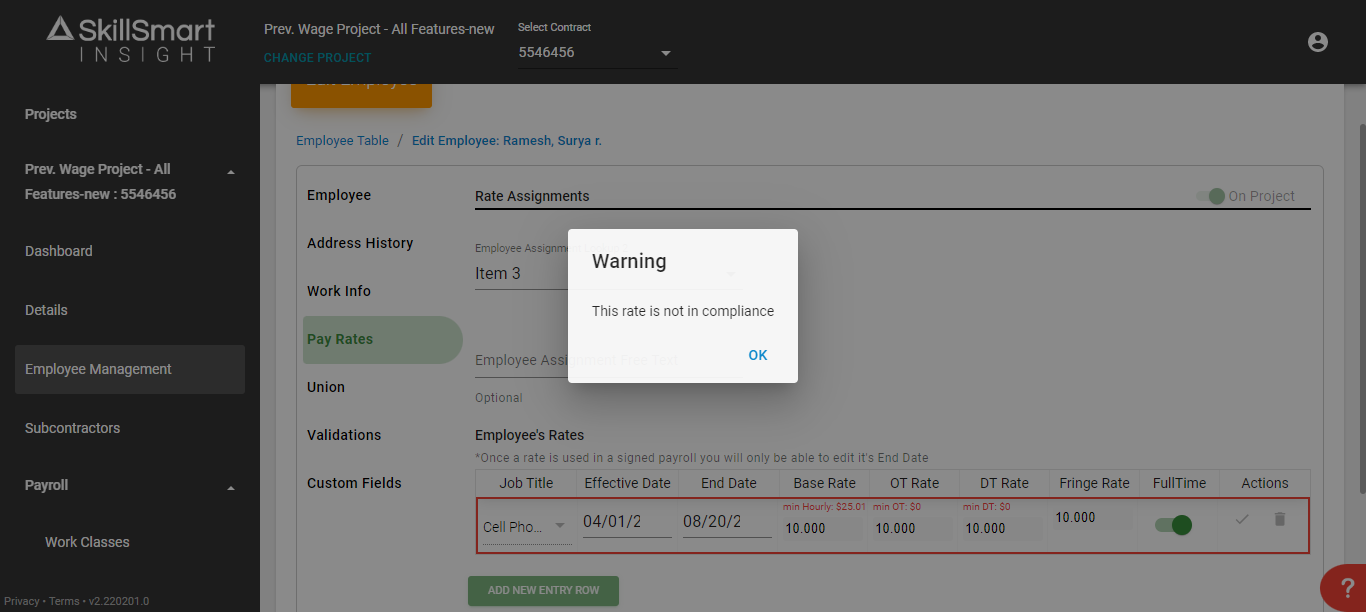 SkillSmart
INSIGHT
Prev. Wage Project - All Features-new
CHANGE PROJECT
Select Contract
5546456
Projects
Prev. Wage Project - All
Features-new : 5546456
Dashboard
Details
Employee Management
Subcontractors
Payroll
Work Classes
Privacy • Terms • v2.220201.0
Edit Employee
Employee Table / Edit Employee: Ramesh, Surya r.
Employee
Address History
Work Info
Pay Rates
Union
Validations
Custom Fields
Rate Assignments
On Project
Employee Assignm
Item 3
Employee Assignment Free Text
Optional
Warning
This rate is not in compliance
OK
Employee's Rates
*Once a rate is used in a signed payroll you will only be able to edit it's End Date
Job Title Effective Date End Date Base Rate OT Rate DT Rate Fringe Rate FullTime Actions
min Hourly: $25.01 min OT: $0 min DT: $0
Cell Pho... 04/01/2 08/20/2 10.000 10.000 10.000 10.000
ADD NEW ENTRY ROW
?